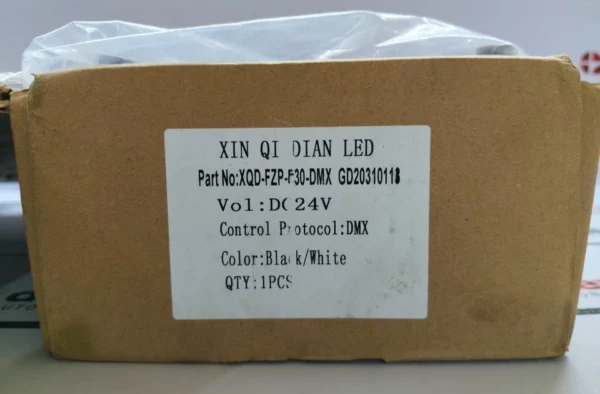 XIN QI DIAN LED
Part No:XQD-FZP-F30-DMX GD20310118
Vol:DC24V
Control Protocol:DMX
Color:Black/White
QTY:1PCS